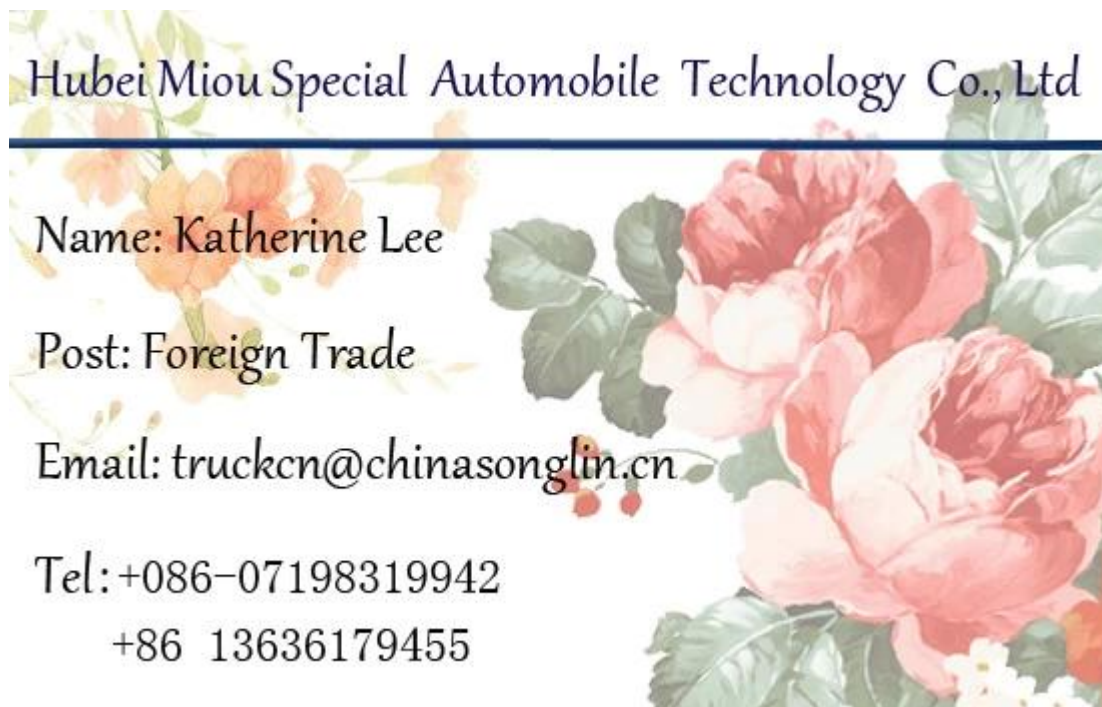 Hubei Miou Special Automobile Technology Co., Ltd
Name: Katherine Lee
Post: Foreign Trade
Email: truckcn@chinasonglin.cn
Tel: +086-07198319942
+86 13636179455